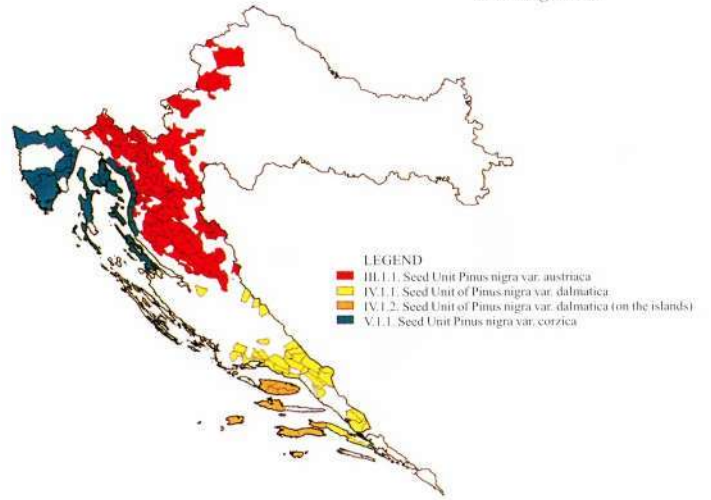 LEGEND
III.1.1. Seed Unit Pinus nigra var. austriaca
IV.1.1. Seed Unit of Pinus nigra var. dalmatica
IV.1.2. Seed Unit of Pinus nigra var. dalmatica (on the islands)
V.1.1. Seed Unit Pinus nigra var. corzica